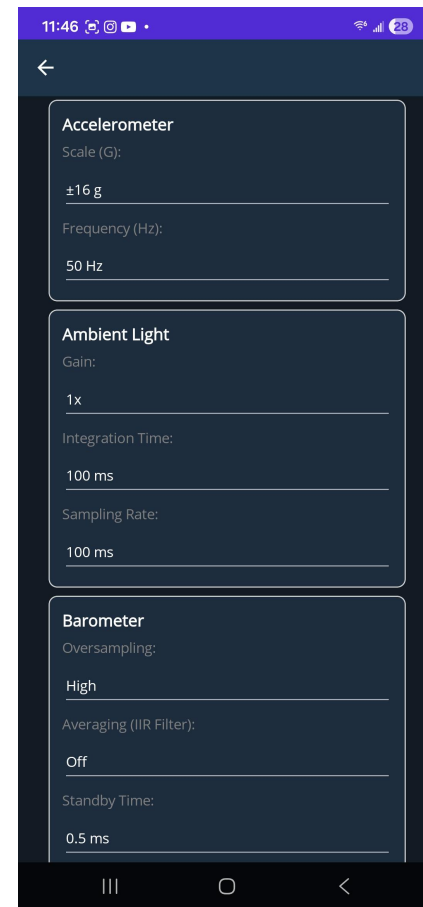 11:46
28
Accelerometer
Scale (G):
±16 g
Frequency (Hz):
50 Hz
Ambient Light
Gain:
1x
Integration Time:
100 ms
Sampling Rate:
100 ms
Barometer
Oversampling:
High
Averaging (IIR Filter):
Off
Standby Time:
0.5 ms